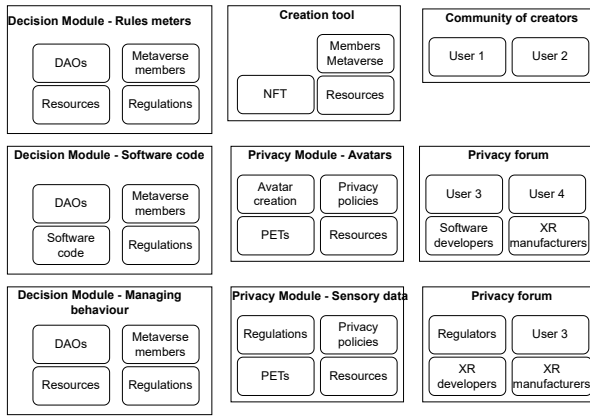 Decision Module - Rules meters
DAOs
Metaverse
members
Resources
Regulations
Creation tool
Members
Metaverse
NFT
Resources
Community of creators
User 1
User 2
Decision Module - Software code
DAOs
Metaverse
members
Software
code
Regulations
Privacy Module - Avatars
Avatar
creation
Privacy
policies
PETs
Resources
Privacy forum
User 3
User 4
Software
developers
XR
manufacturers
Decision Module - Managing
behaviour
DAOs
Metaverse
members
Resources
Regulations
Privacy Module - Sensory data
Regulations
Privacy
policies
PETs
Resources
Privacy forum
Regulators
User 3
XR
developers
XR
manufacturers